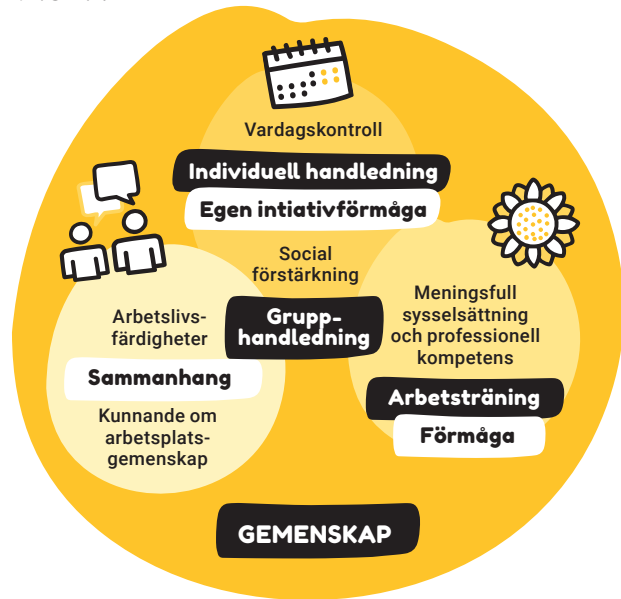 Vardagskontroll
Individuell handledning
Egen intiativförmåga
Social
förstärkning
Grupp-
handledning
Arbetslivs-
färdigheter
Sammanhang
Kunnande om
arbetsplats-
gemenskap
Meningsfull
sysselsättning
och professionell
kompetens
Arbetsträning
Förmåga
GEMENSKAP